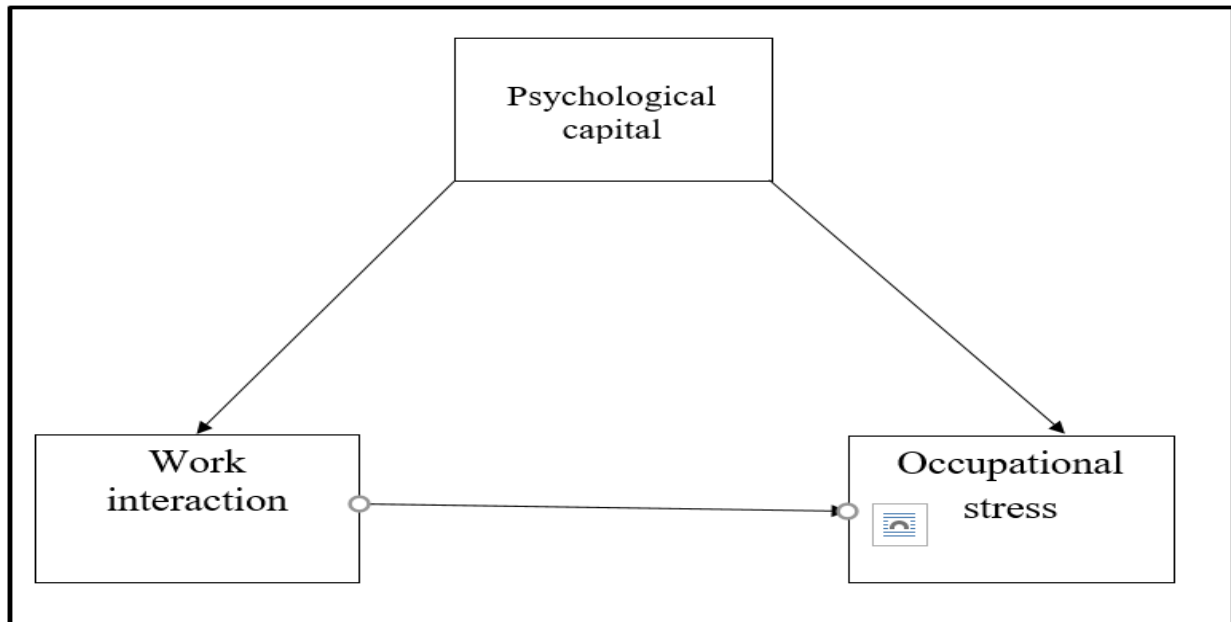 Psychological
capital
Work
interaction
Occupational
stress